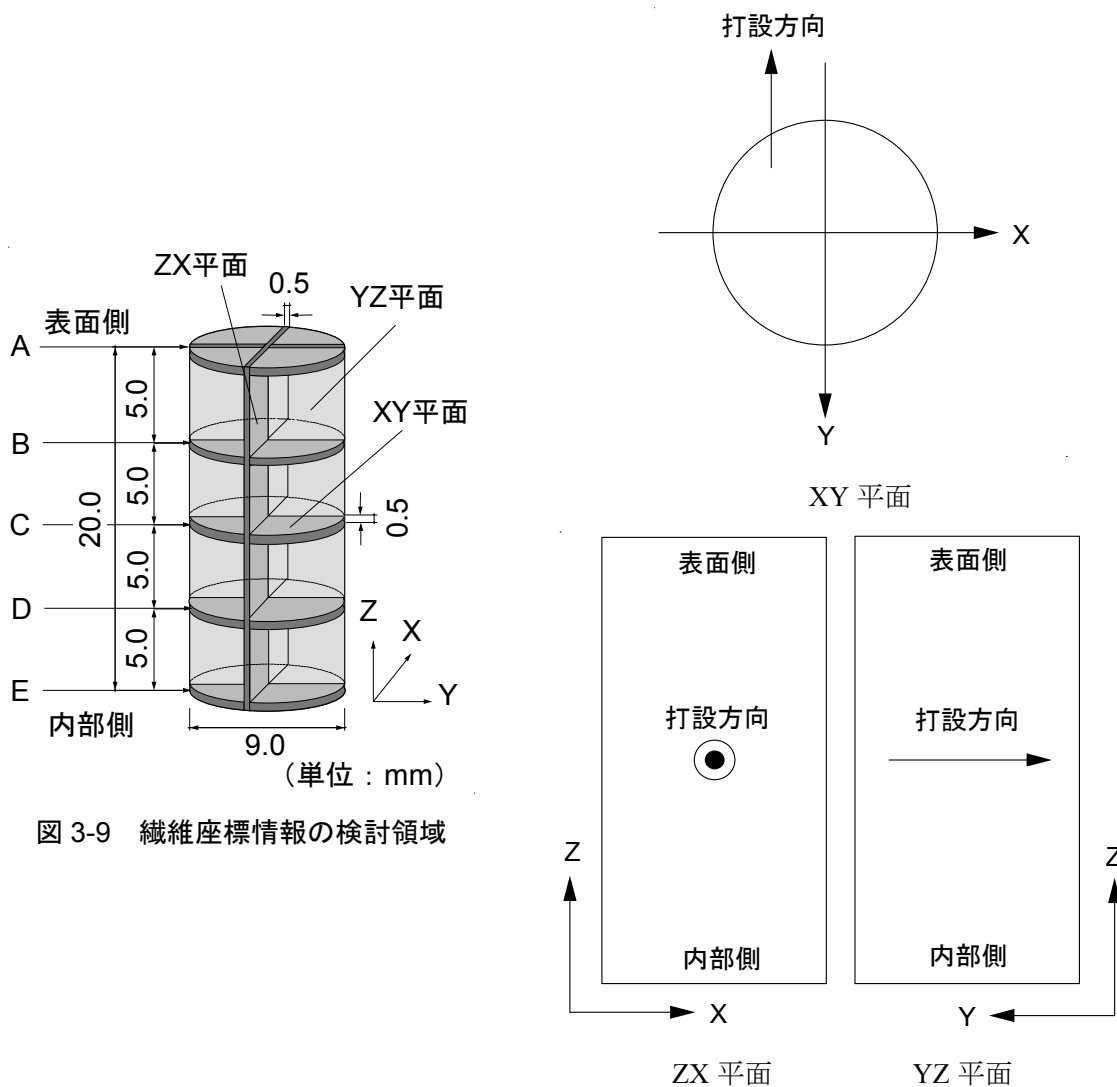 ZX平面
0.5
YZ平面
表面側
A
5.0
XY平面
B
5.0
20.0
C
0.5
5.0
D
5.0
Z
X
Y
E
内部側
9.0
(単位:mm)
図 3-9 繊維座標情報の検討領域
打設方向
X
Y
XY 平面
表面側
打設方向
内部側
Z
X
ZX 平面
表面側
打設方向
内部側
Z
Y
YZ 平面